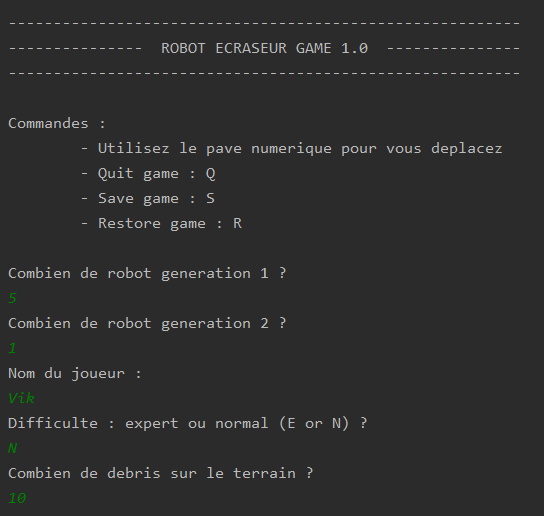 ---------------------------------------------------------
---------------  ROBOT ECRASEUR GAME 1.0  ---------------
---------------------------------------------------------
Commandes :
- Utilisez le pave numerique pour vous deplacez
- Quit game : Q
- Save game : S
- Restore game : R
Combien de robot generation 1 ?
5
Combien de robot generation 2 ?
1
Nom du joueur :
Vik
Difficulte : expert ou normal (E or N) ?
N
Combien de debris sur le terrain ?
10